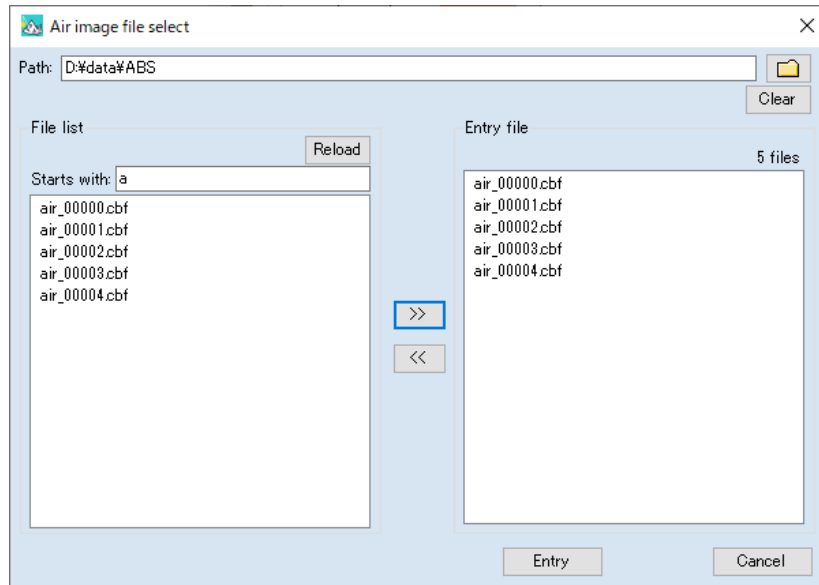 Air image file select
Path: D:¥data¥ABS
Clear
File list
Reload
Starts with: a
air_00000.cbf
air_00001.cbf
air_00002.cbf
air_00003.cbf
air_00004.cbf
>>
<<
Entry file
5 files
air_00000.cbf
air_00001.cbf
air_00002.cbf
air_00003.cbf
air_00004.cbf
Entry
Cancel